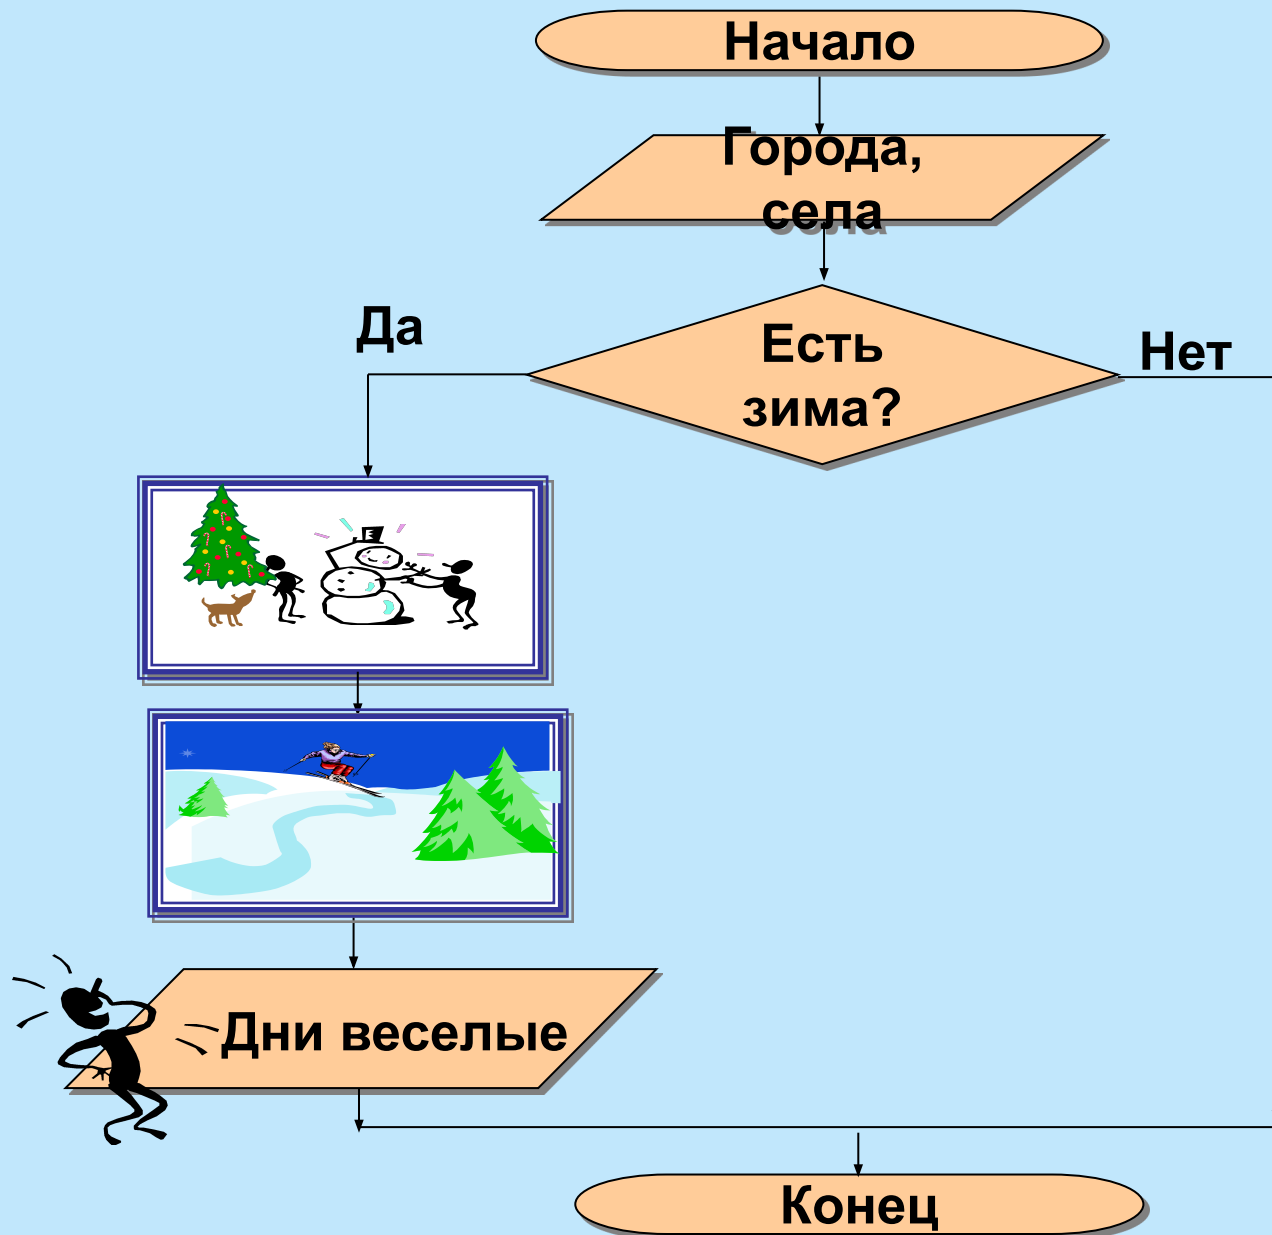 Начало
Города,
села
Да
Есть
зима?
Нет
Дни веселые
Конец